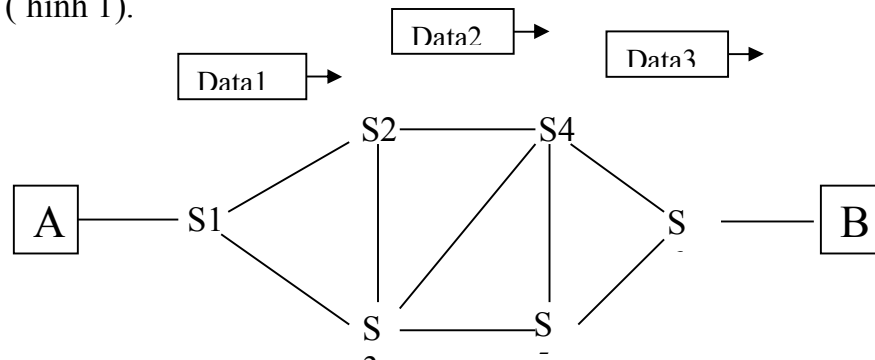 ( hình 1).
Data2
Data3
Data1
S2 S4
A S1 S B
S S